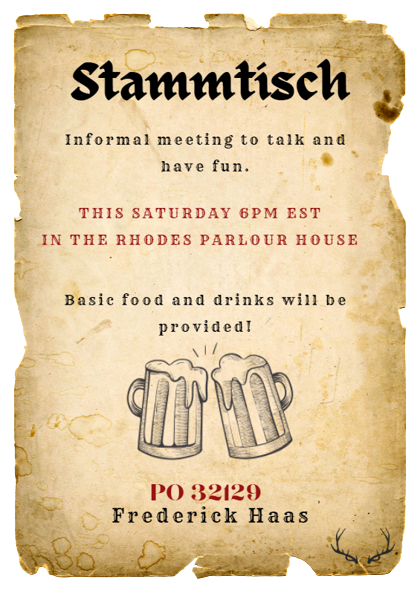 Stammtisch
Informal meeting to talk and
have fun.
THIS SATURDAY 6PM EST
IN THE RHODES PARLOUR HOUSE
Basic food and drinks will be
provided!
PO 32129
Frederick Haas